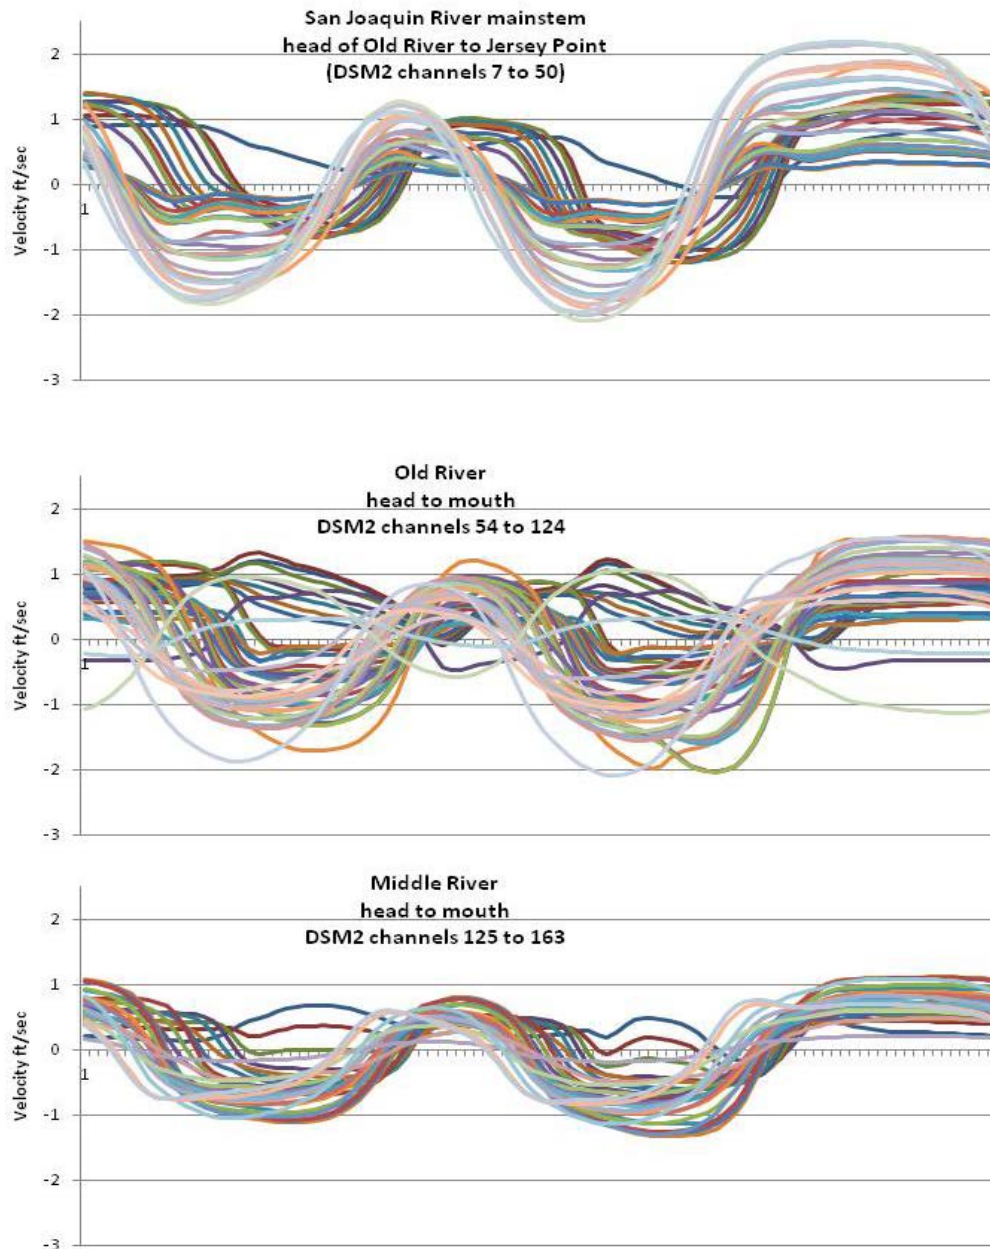 San Joaquin River mainstem
head of Old River to Jersey Point
(DSM2 channels 7 to 50)
Velocity ft/sec
2
1
0
-1
-2
-3
1
Old River
head to mouth
DSM2 channels 54 to 124
Velocity ft/sec
2
1
0
-1
-2
-3
1
Middle River
head to mouth
DSM2 channels 125 to 163
Velocity ft/sec
2
1
0
-1
-2
-3
1